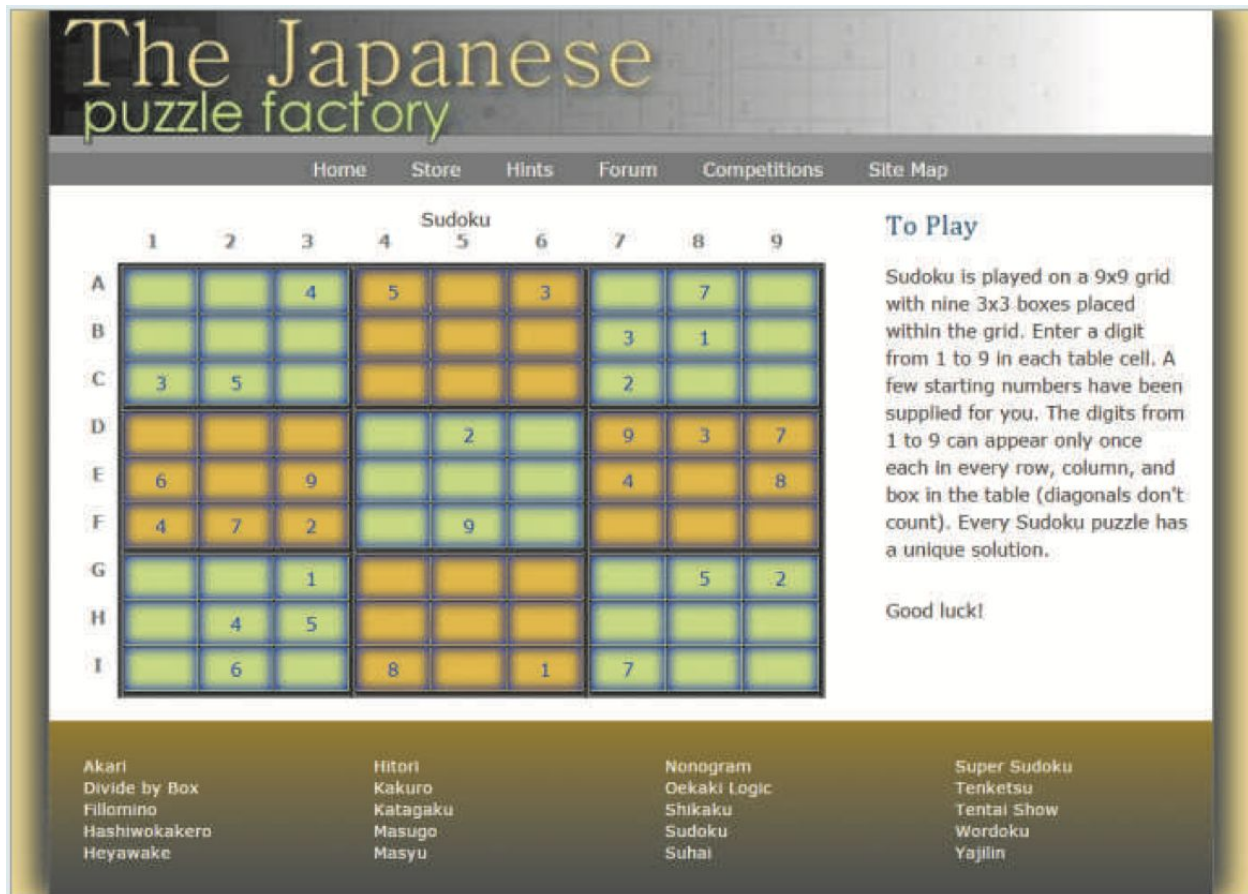 The Japanese
puzzle factory
Home Store Hints Forum Competitions Site Map
Sudoku
1 2 3 4 5 6 7 8 9
A 4 5 3 7
B 3 1
C 3 5 2
D 2 9 3 7
E 6 9 4 8
F 4 7 2 9
G 1 5 2
H 4 5
I 6 8 1 7
To Play
Sudoku is played on a 9x9 grid
with nine 3x3 boxes placed
within the grid. Enter a digit
from 1 to 9 in each table cell. A
few starting numbers have been
supplied for you. The digits from
1 to 9 can appear only once
each in every row, column, and
box in the table (diagonals don't
count). Every Sudoku puzzle has
a unique solution.
Good luck!
Akari
Divide by Box
Fillomino
Hashiwokakero
Heyawake
Hitori
Kakuro
Katagaku
Masugo
Masyu
Nonogram
Oekaki Logic
Shikaku
Sudoku
Suhai
Super Sudoku
Tenketsu
Tentai Show
Wordoku
Yajilin